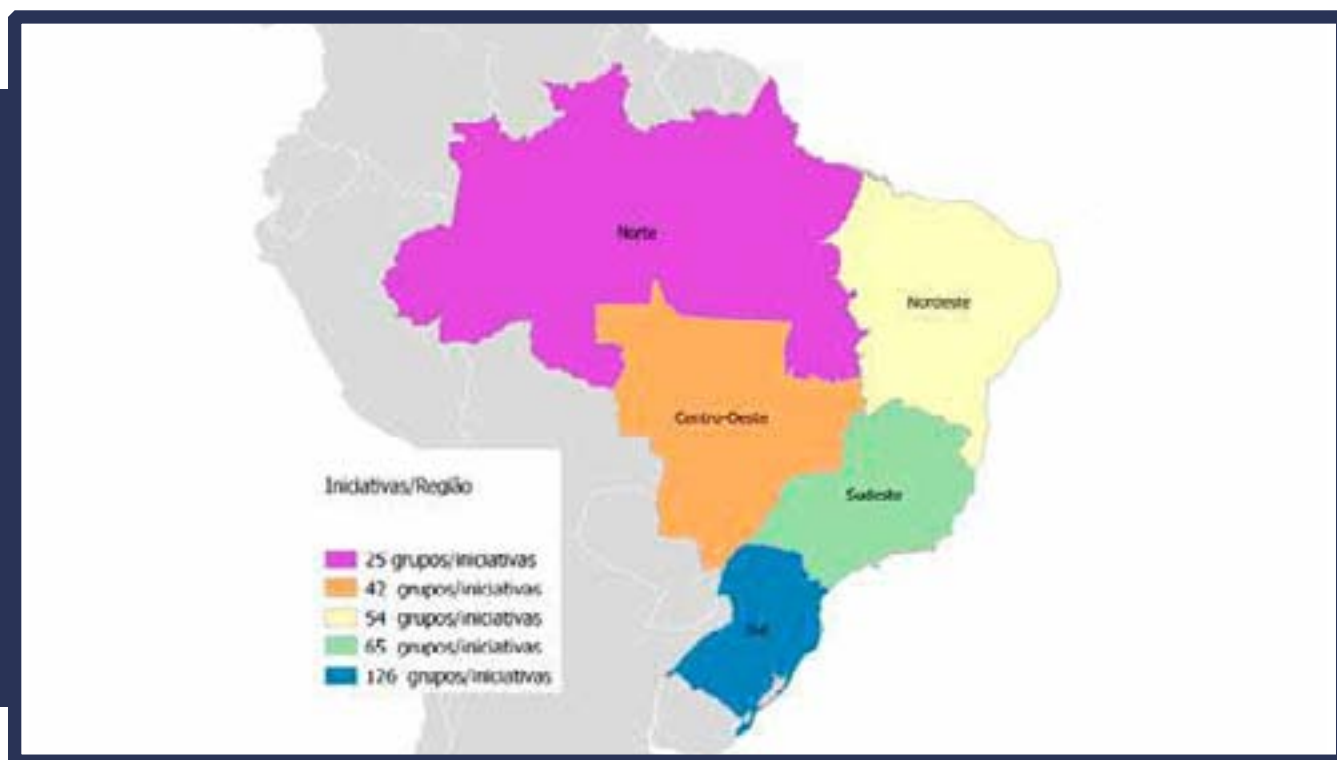 Norte
Nordeste
Centro-Oeste
Sudeste
Sul
Iniciativas/Região
25 grupos/iniciativas
42 grupos/iniciativas
54 grupos/iniciativas
65 grupos/iniciativas
126 grupos/iniciativas